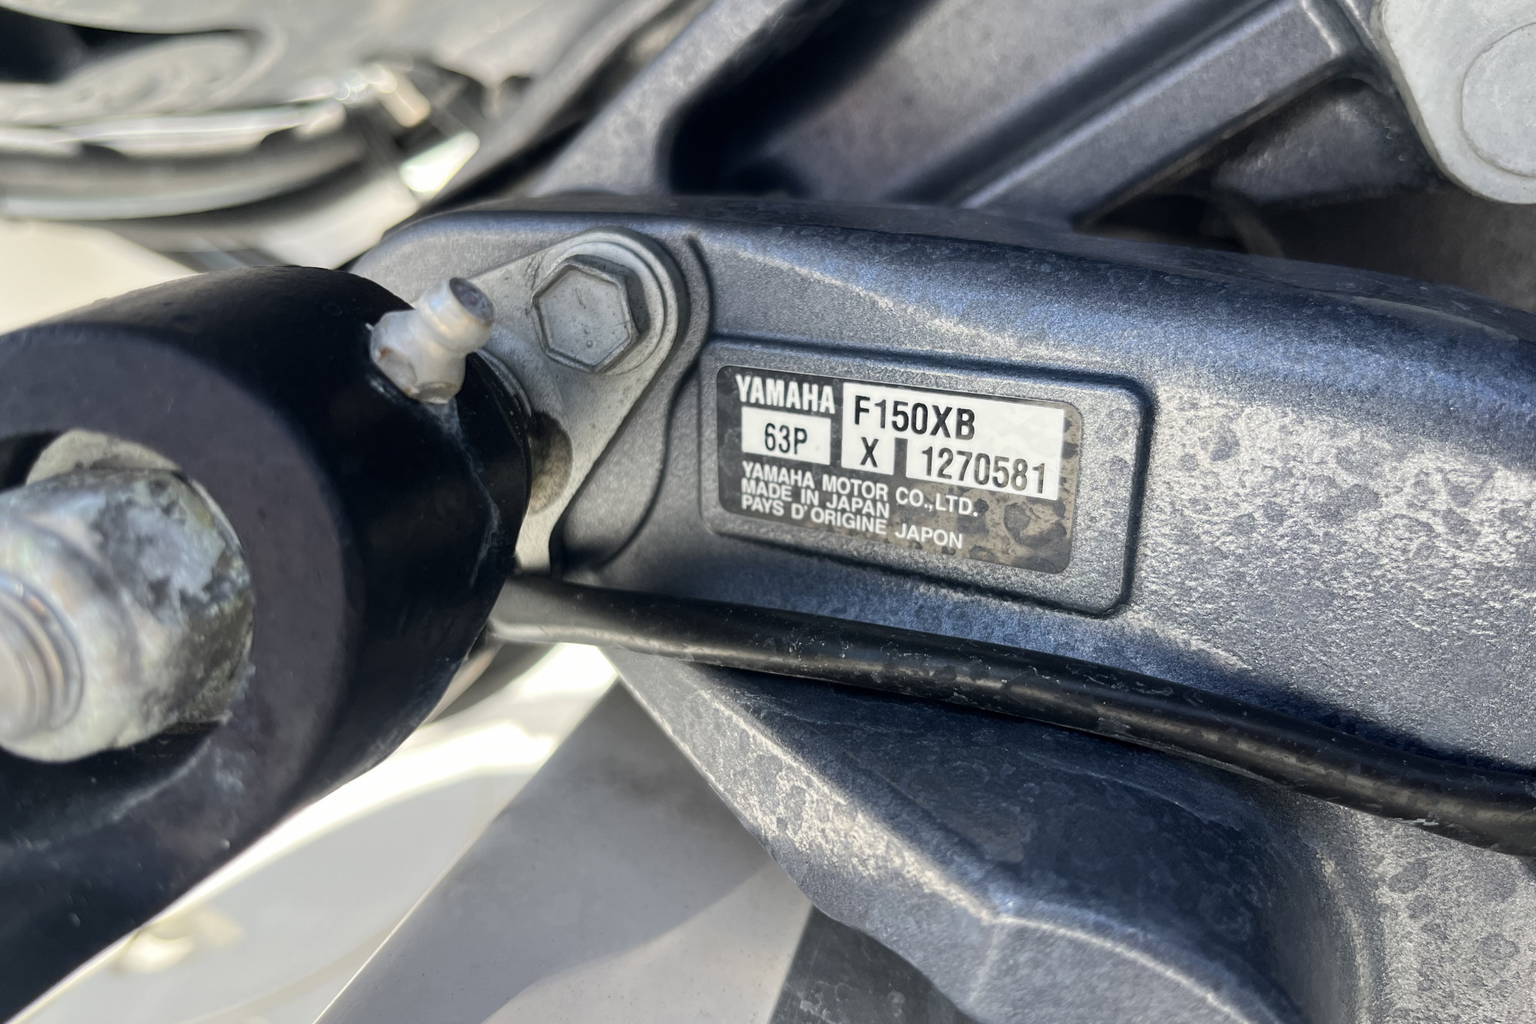 YAMAHA
F150XB
63P
X 1270581
YAMAHA MOTOR CO.,LTD.
MADE IN JAPAN
PAYS D'ORIGINE JAPON